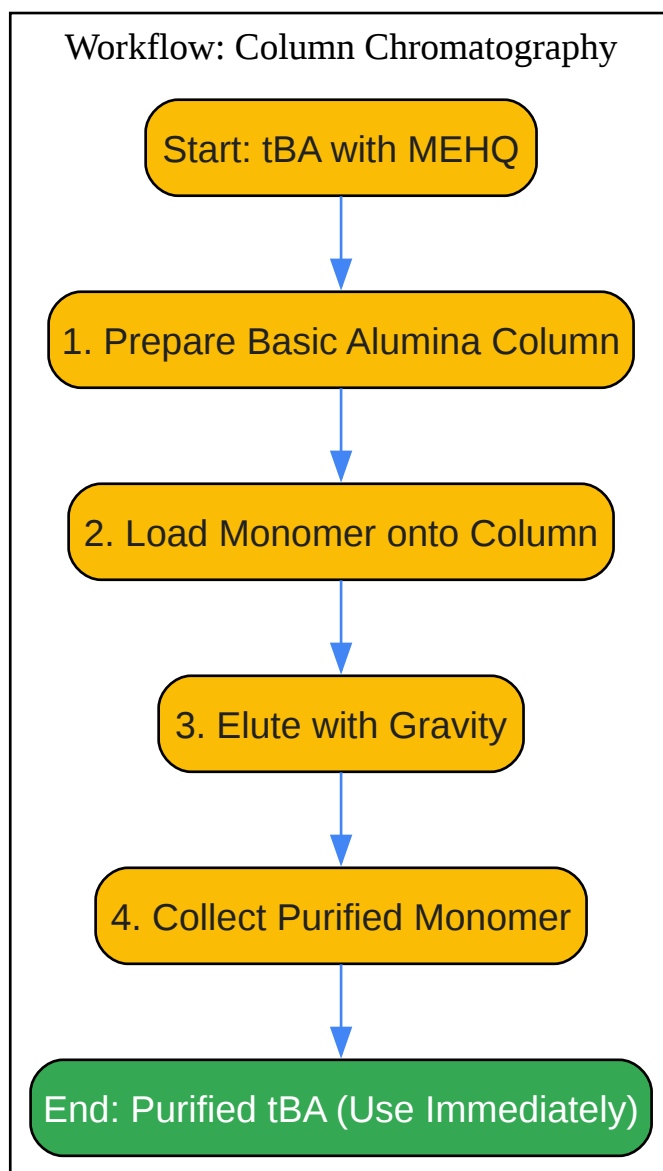 Workflow: Column Chromatography
Start: tBA with MEHQ
1. Prepare Basic Alumina Column
2. Load Monomer onto Column
3. Elute with Gravity
4. Collect Purified Monomer
End: Purified tBA (Use Immediately)